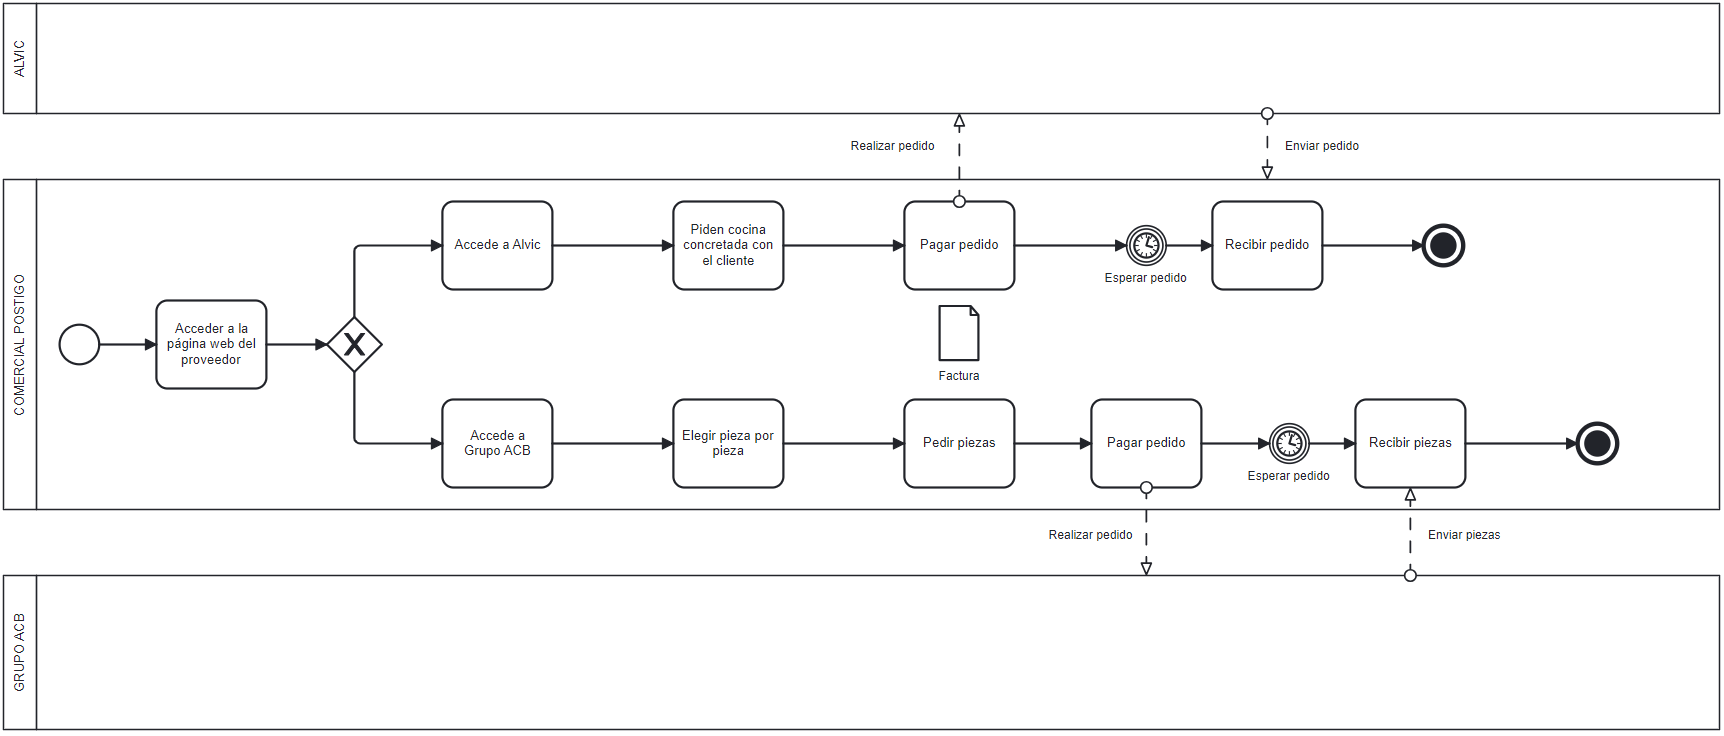 ALVIC
Realizar pedido
Enviar pedido
COMERCIAL POSTIGO
Acceder a la
página web del
proveedor
Accede a Alvic
Piden cocina
concretada con
el cliente
Pagar pedido
Esperar pedido
Recibir pedido
Factura
Accede a
Grupo ACB
Elegir pieza por
pieza
Pedir piezas
Pagar pedido
Esperar pedido
Recibir piezas
Realizar pedido
Enviar piezas
GRUPO ACB